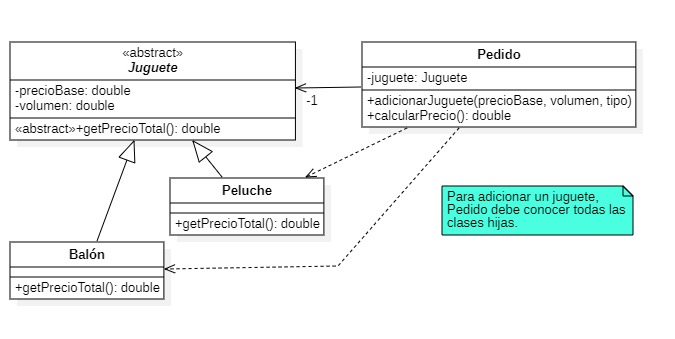 «abstract»
Juguete
-precioBase: double
-volumen: double
«abstract»+getPrecioTotal(): double
Pedido
-juguete: Juguete
+adicionarJuguete(precioBase, volumen, tipo)
+calcularPrecio(): double
-1
Peluche
+getPrecioTotal(): double
Para adicionar un juguete,
Pedido debe conocer todas las
clases hijas.
Balón
+getPrecioTotal(): double